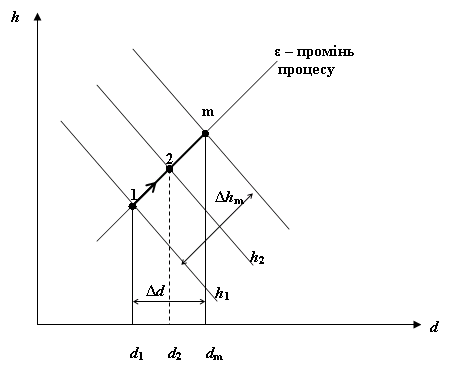 h
ε – промінь
процесу
m
2
1
Δhm
h2
h1
Δd
d
d1 d2 dm